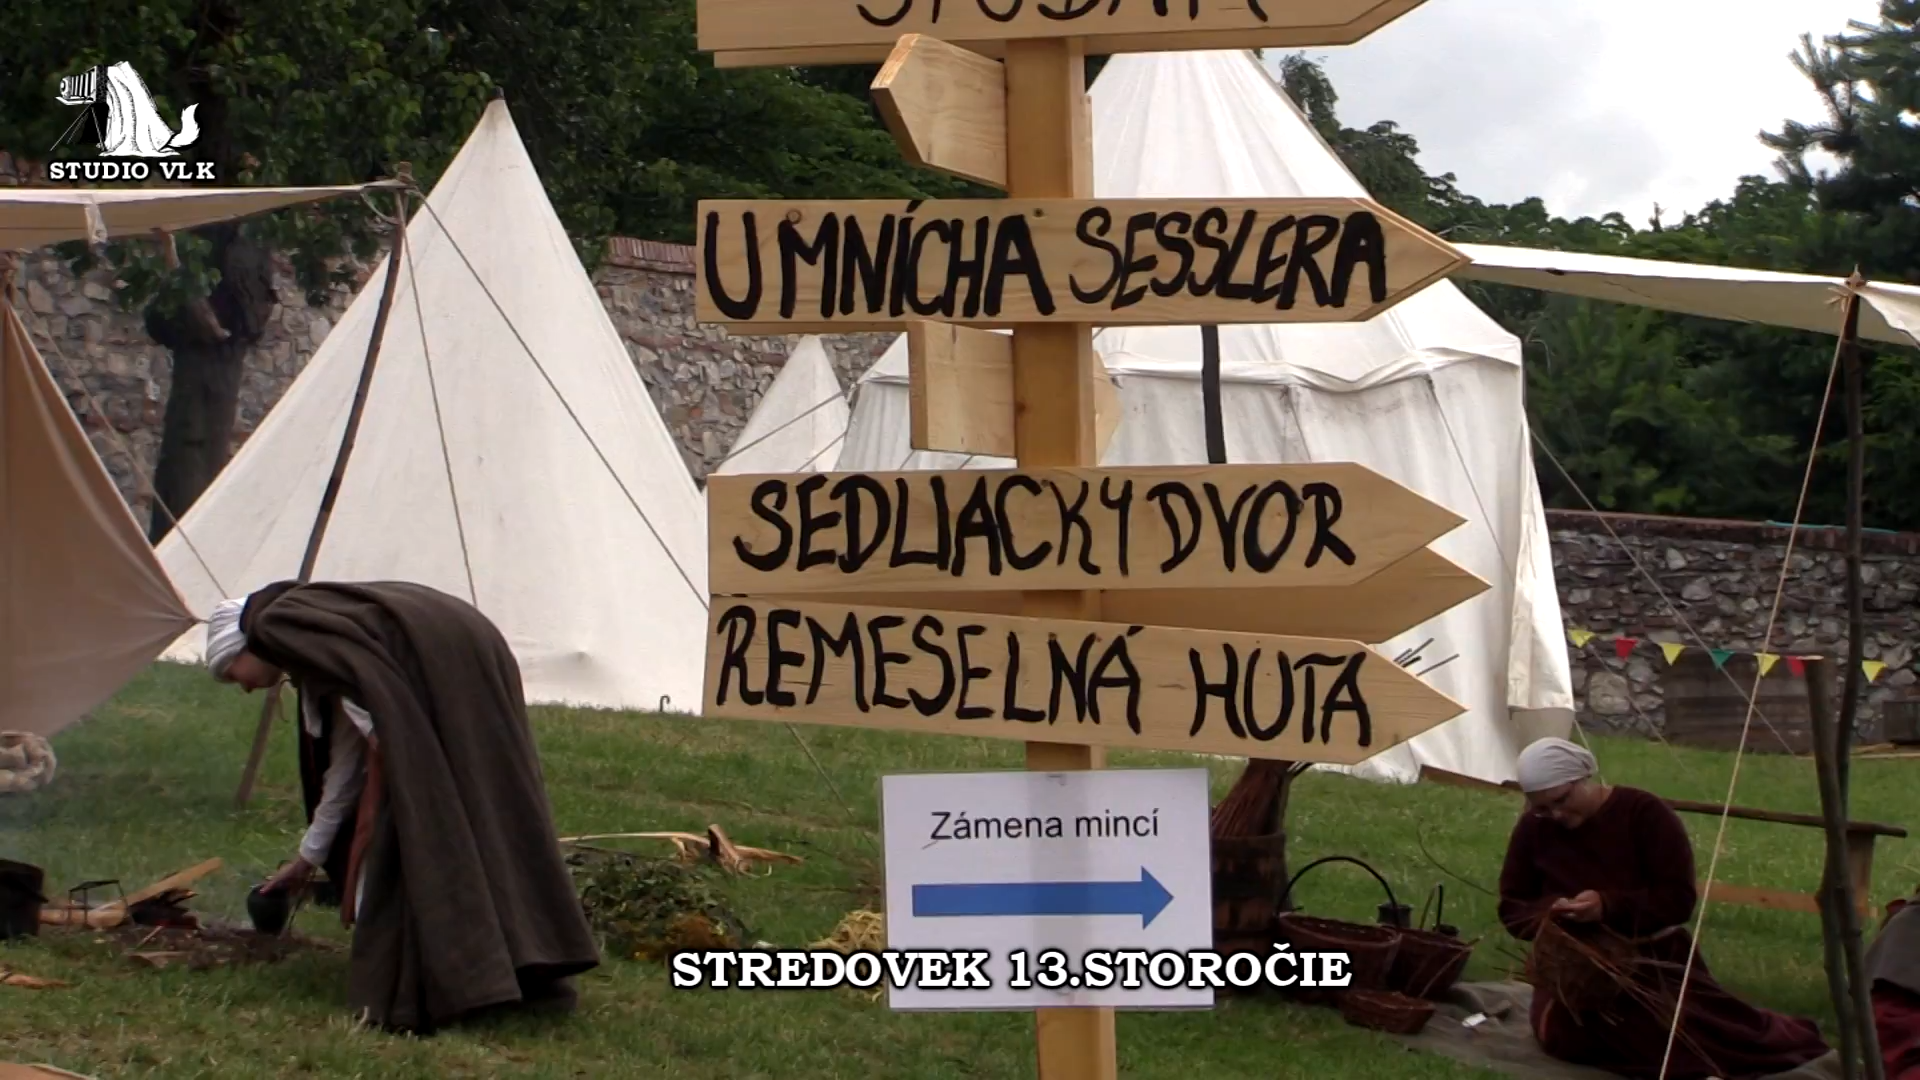 STUDIO VLK
U MNÍCHA SESSLERA
SEDLIACKY DVOR
REMESELNÁ HUTA
Zámena mincí
STREDOVEK 13.STOROČIE